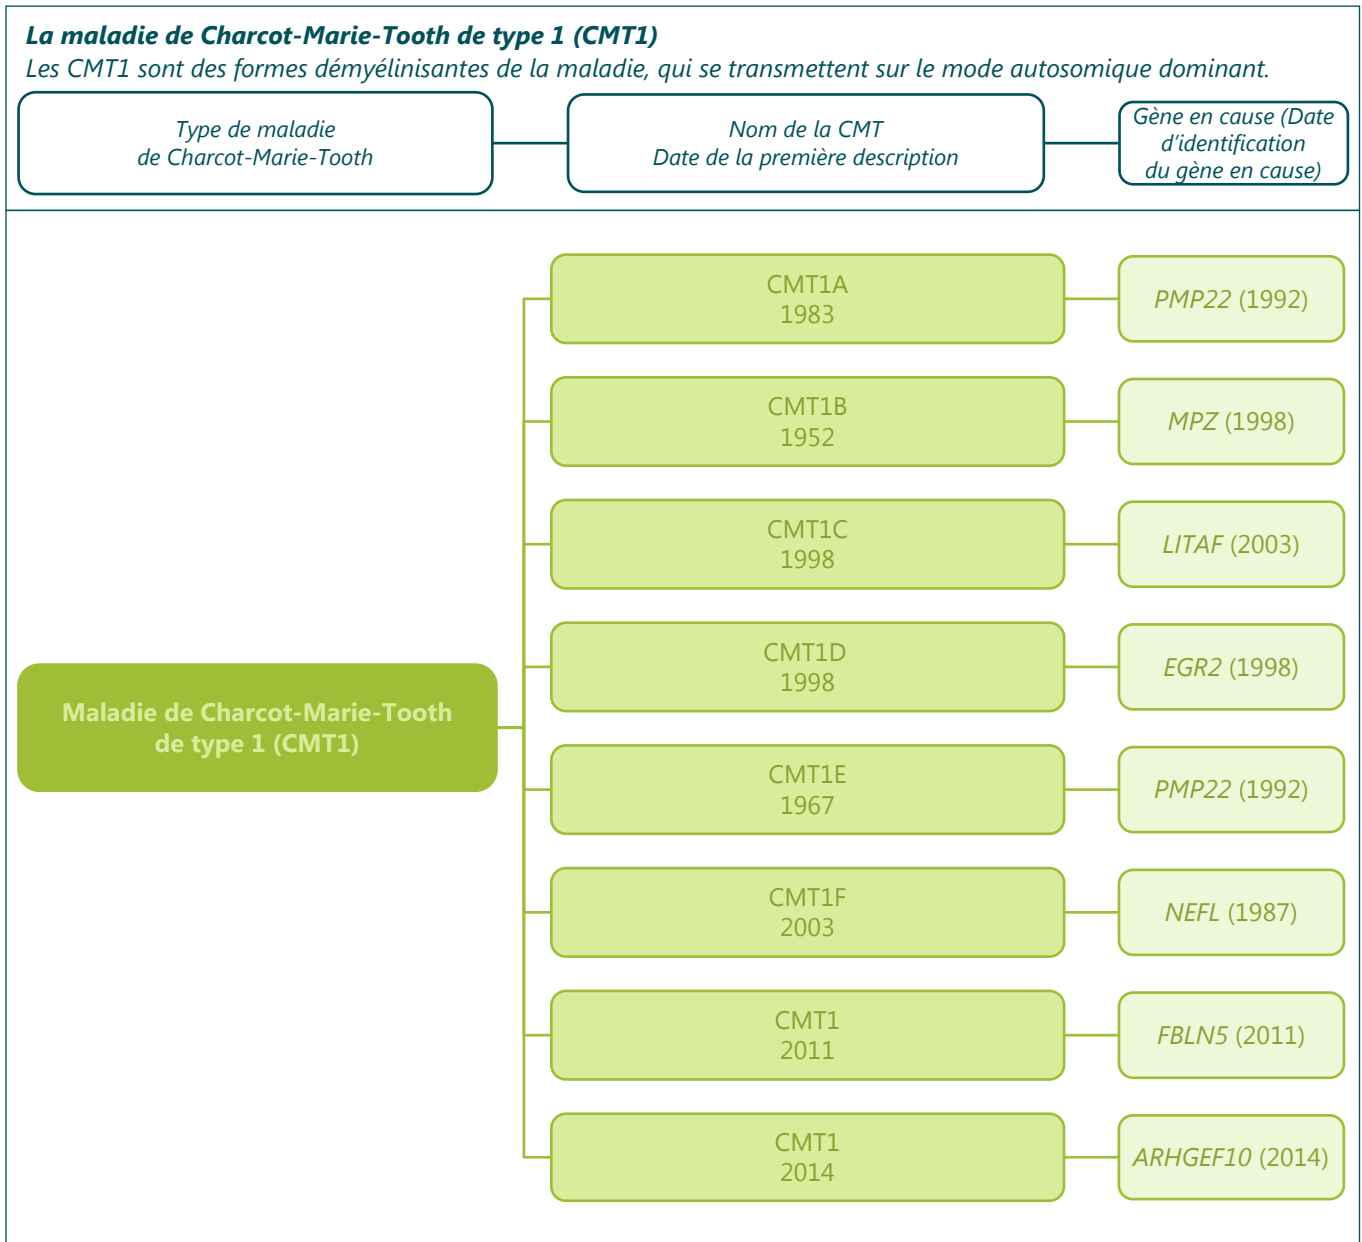 La maladie de Charcot-Marie-Tooth de type 1 (CMT1)
Les CMT1 sont des formes démyélinisantes de la maladie, qui se transmettent sur le mode autosomique dominant.
Type de maladie
de Charcot-Marie-Tooth
Nom de la CMT
Date de la première description
Gène en cause (Date
d'identification
du gène en cause)
Maladie de Charcot-Marie-Tooth
de type 1 (CMT1)
CMT1A
1983
PMP22 (1992)
CMT1B
1952
MPZ (1998)
CMT1C
1998
LITAF (2003)
CMT1D
1998
EGR2 (1998)
CMT1E
1967
PMP22 (1992)
CMT1F
2003
NEFL (1987)
CMT1
2011
FBLN5 (2011)
CMT1
2014
ARHGEF10 (2014)